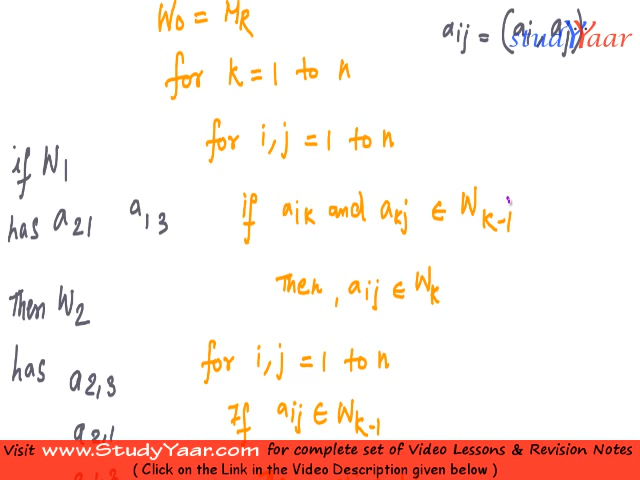 W0 = MR
aij = (ai, aj)
studyYaar
for k = 1 to n
for i, j = 1 to n
if aik and akj ∈ Wk-1
Then, aij ∈ Wk
for i, j = 1 to n
If aij ∈ Wk-1
if W1
has a21 a13
Then W2
has a2,3
a2,1
Visit www.StudyYaar.com for complete set of Video Lessons & Revision Notes
( Click on the Link in the Video Description given below )